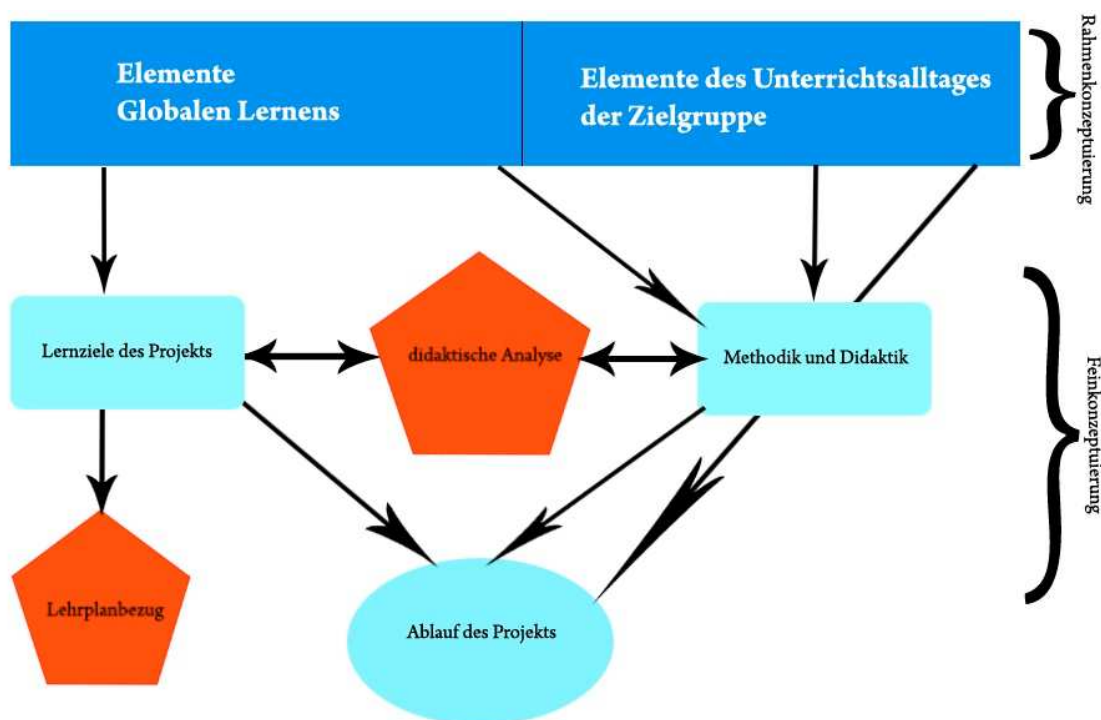 Elemente
Globalen Lernens
Elemente des Unterrichtsalltages
der Zielgruppe
Rahmenkonzeptuierung
Lernziele des Projekts
didaktische Analyse
Methodik und Didaktik
Feinkonzeptuierung
Lehrplanbezug
Ablauf des Projekts